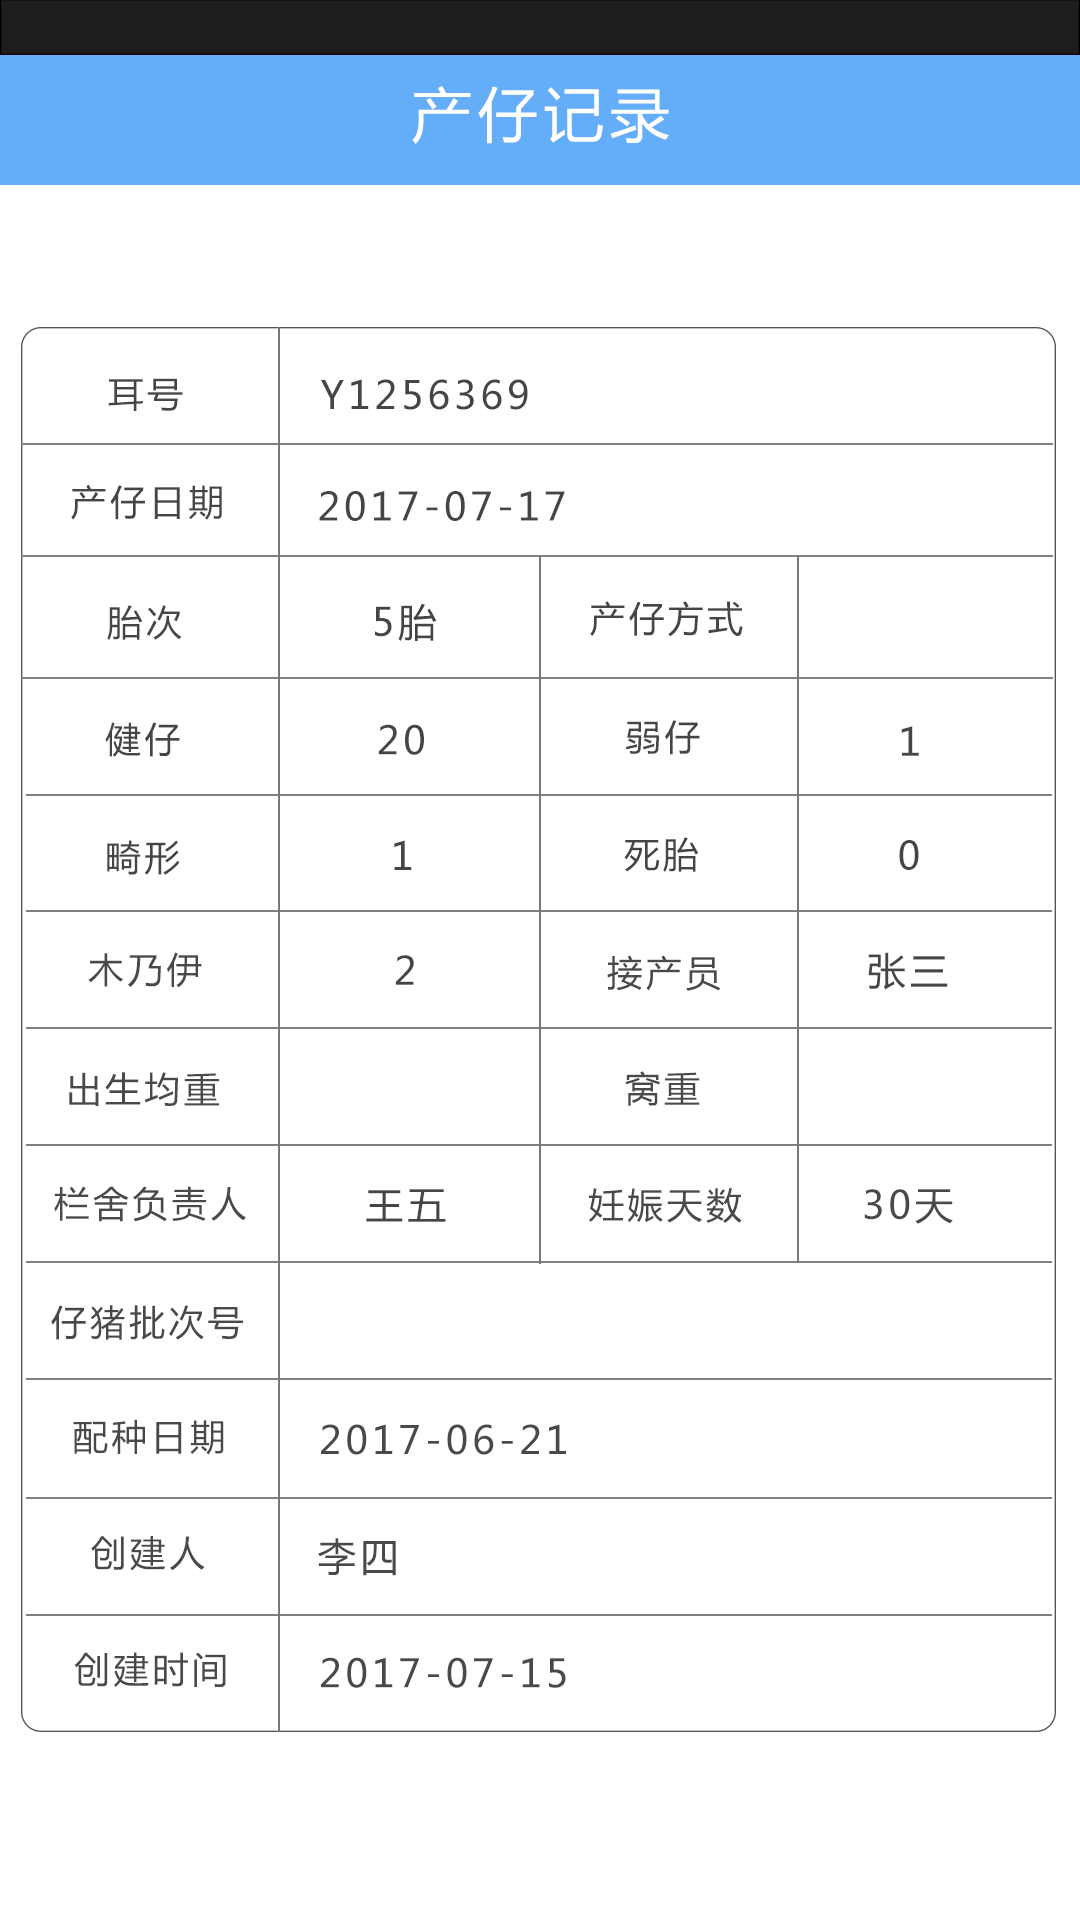 产仔记录
耳号 Y1256369
产仔日期 2017-07-17
胎次 5胎 产仔方式
健仔 20 弱仔 1
畸形 1 死胎 0
木乃伊 2 接产员 张三
出生均重 窝重
栏舍负责人 王五 妊娠天数 30天
仔猪批次号
配种日期 2017-06-21
创建人 李四
创建时间 2017-07-15